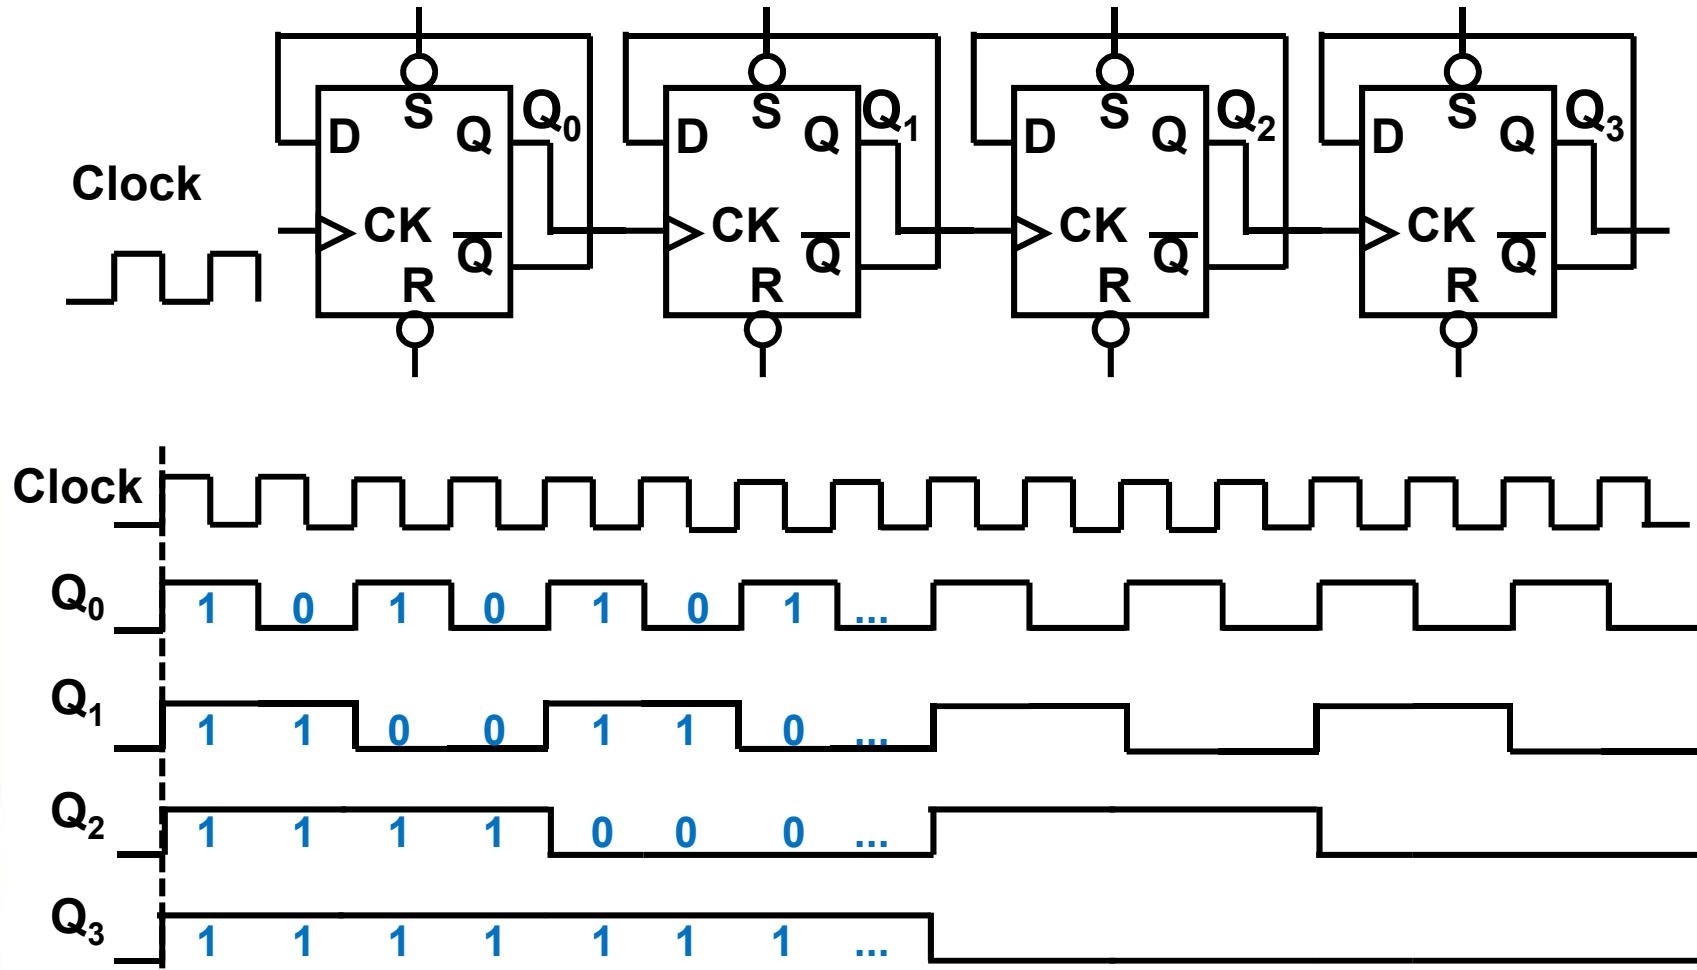 S S S S
D Q Q₀ D Q Q₁ D Q Q₂ D Q Q₃
Clock
CK Q̅ CK Q̅ CK Q̅ CK Q̅
R R R R
Clock
Q₀ 1 0 1 0 1 0 1 ...
Q₁ 1 1 0 0 1 1 0 ...
Q₂ 1 1 1 1 0 0 0 ...
Q₃ 1 1 1 1 1 1 1 ...